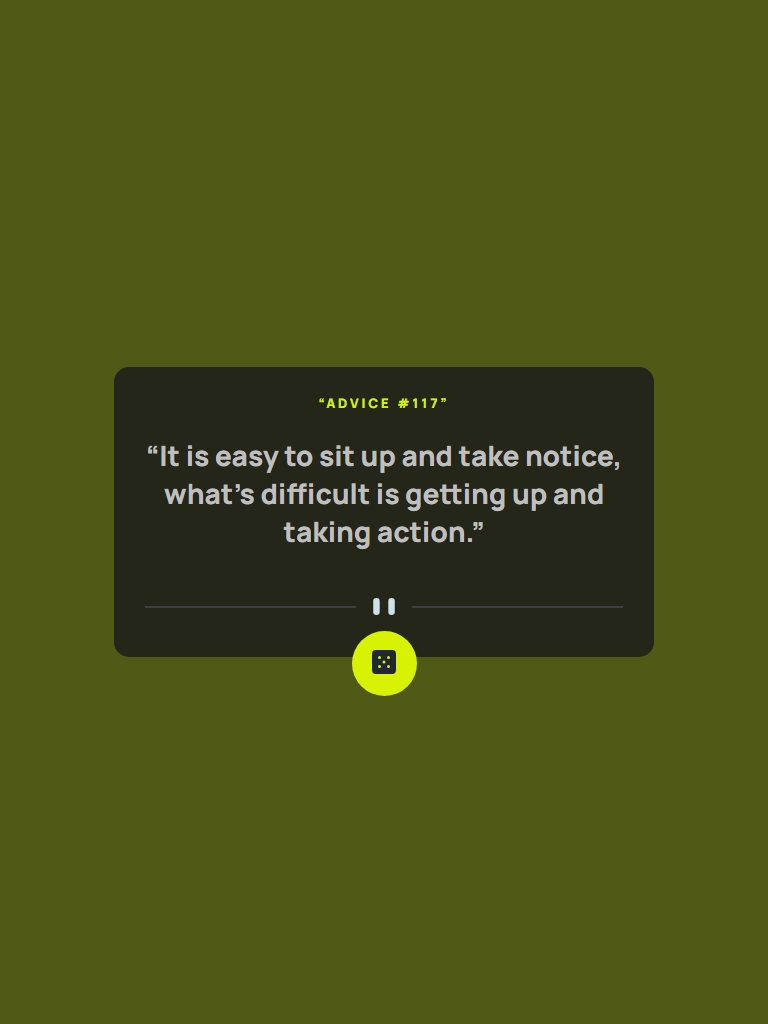 “ADVICE #117”
“It is easy to sit up and take notice,
what’s difficult is getting up and
taking action.”